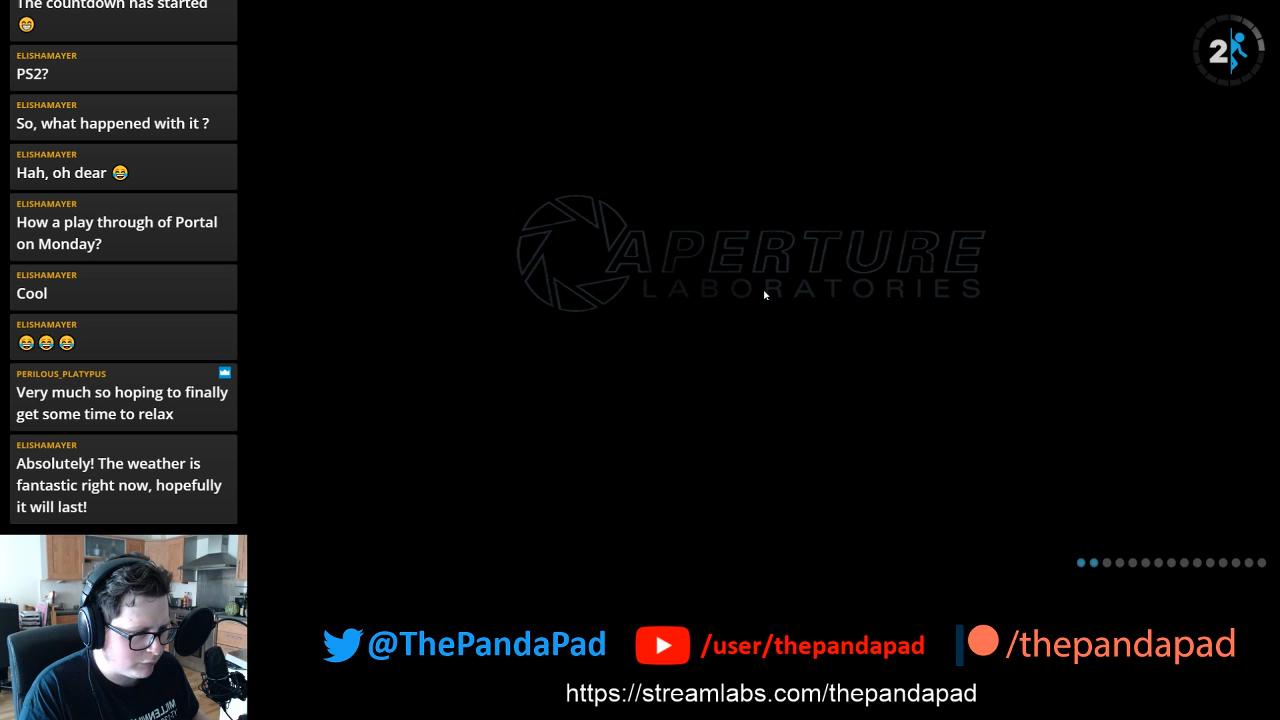 The countdown has started
😁
ELISHAMAYER
PS2?
ELISHAMAYER
So, what happened with it ?
ELISHAMAYER
Hah, oh dear 😂
ELISHAMAYER
How a play through of Portal
on Monday?
ELISHAMAYER
Cool
ELISHAMAYER
😂 😂 😂
PERILOUS_PLATYPUS
Very much so hoping to finally
get some time to relax
ELISHAMAYER
Absolutely! The weather is
fantastic right now, hopefully
it will last!
2
APERTURE
LABORATORIES
@ThePandaPad
/user/thepandapad
/thepandapad
https://streamlabs.com/thepandapad